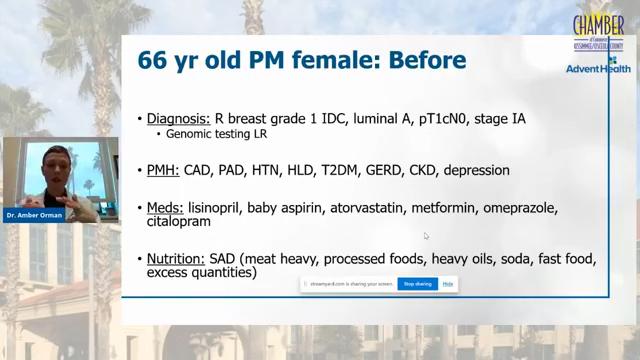 CHAMBER
KISSIMMEE/OSCEOLA COUNTY
AdventHealth
66 yr old PM female: Before
• Diagnosis: R breast grade 1 IDC, luminal A, pT1cN0, stage IA
• Genomic testing LR
• PMH: CAD, PAD, HTN, HLD, T2DM, GERD, CKD, depression
• Meds: lisinopril, baby aspirin, atorvastatin, metformin, omeprazole,
citalopram
• Nutrition: SAD (meat heavy, processed foods, heavy oils, soda, fast food,
excess quantities)
Dr. Amber Orman
streamyard.com is sharing your screen.
Stop sharing
Hide